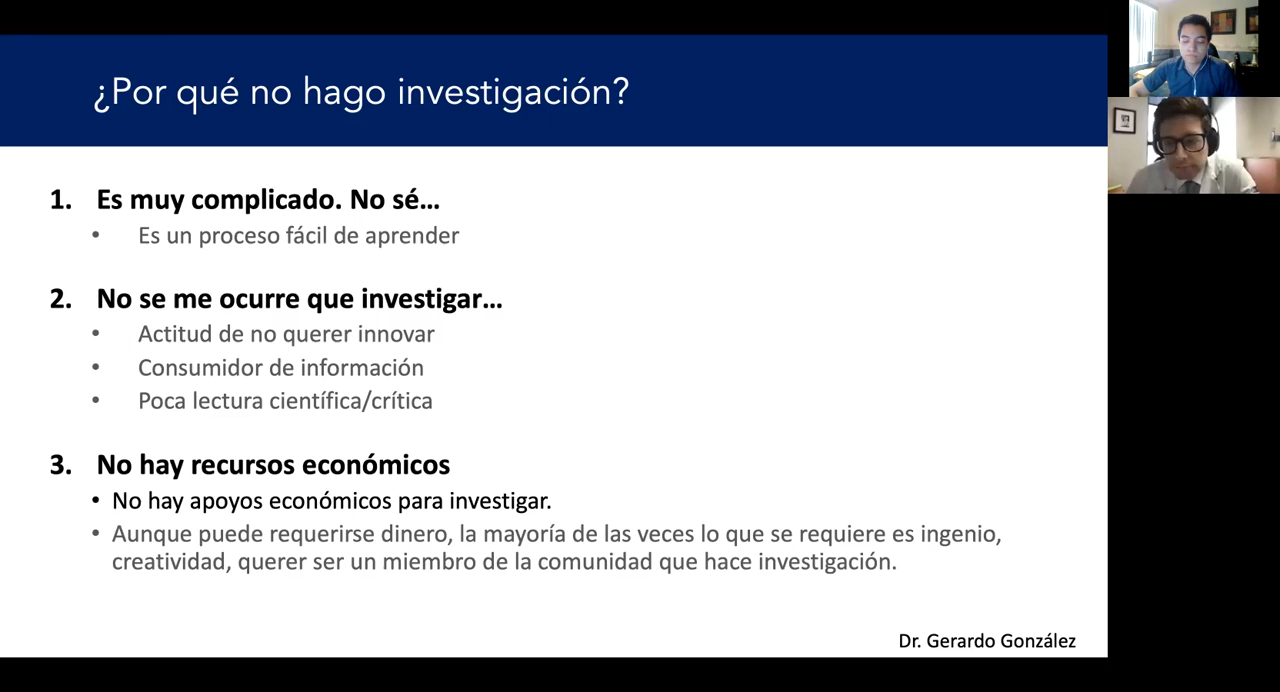 ¿Por qué no hago investigación?
1. Es muy complicado. No sé...
• Es un proceso fácil de aprender
2. No se me ocurre que investigar...
• Actitud de no querer innovar
• Consumidor de información
• Poca lectura científica/crítica
3. No hay recursos económicos
• No hay apoyos económicos para investigar.
• Aunque puede requerirse dinero, la mayoría de las veces lo que se requiere es ingenio,
creatividad, querer ser un miembro de la comunidad que hace investigación.
Dr. Gerardo González